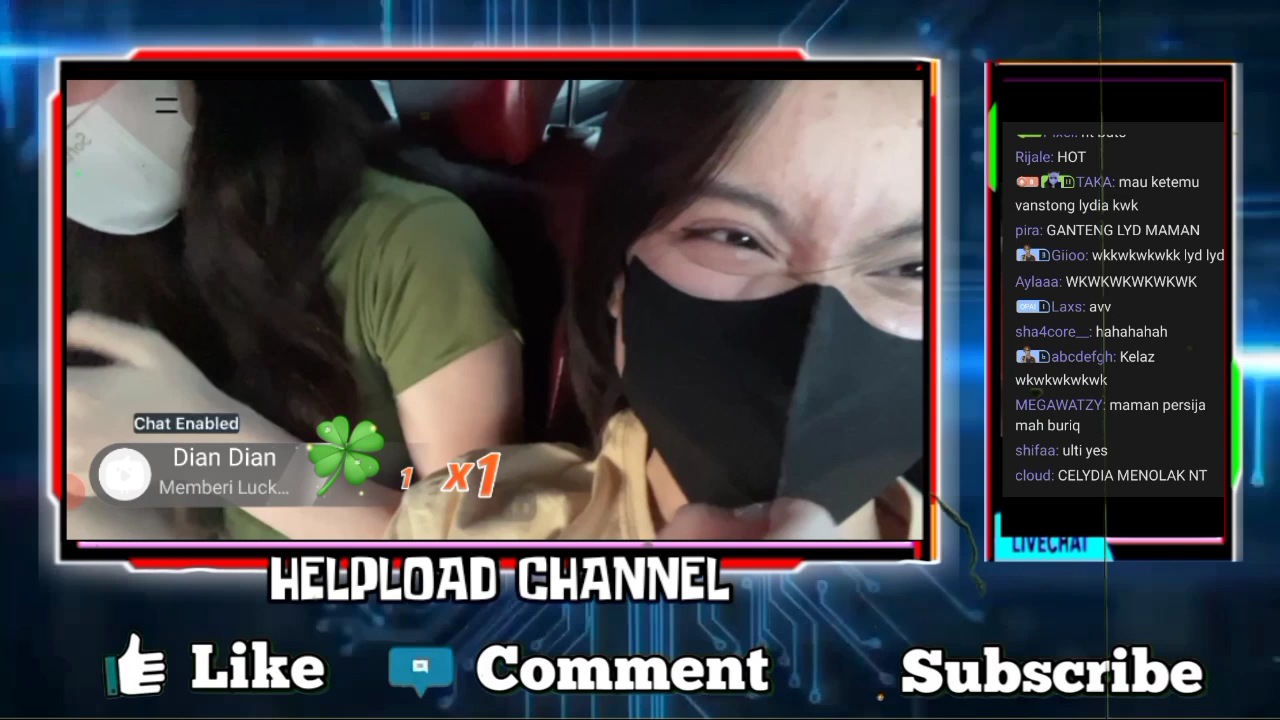 Chat Enabled
Dian Dian
Memberi Luck...
1 x1
Rijale: HOT
TAKA: mau ketemu
vanstong lydia kwk
pira: GANTENG LYD MAMAN
Giioo: wkkwkwkwkk lyd lyd
Aylaaa: WKWKWKWKWKWK
Laxs: avv
sha4core__: hahahahah
abcdefgh: Kelaz
wkwkwkwkwk
MEGAWATZY: maman persija
mah buriq
shifaa: ulti yes
cloud: CELYDIA MENOLAK NT
LIVECHAT
HELPLOAD CHANNEL
Like
Comment
Subscribe